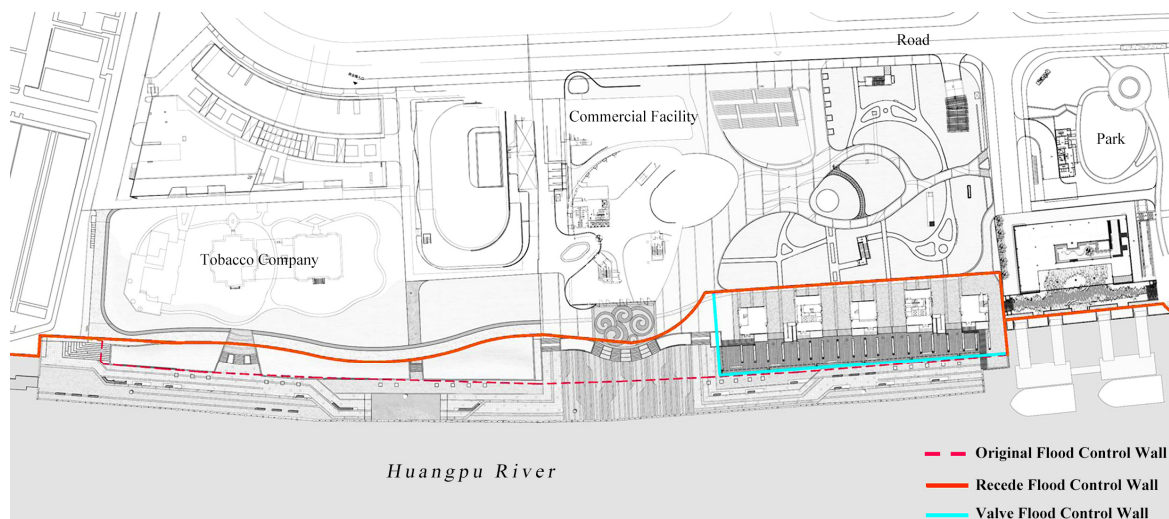 Road
Commercial Facility
Park
Tobacco Company
Huangpu River
Original Flood Control Wall
Recede Flood Control Wall
Valve Flood Control Wall